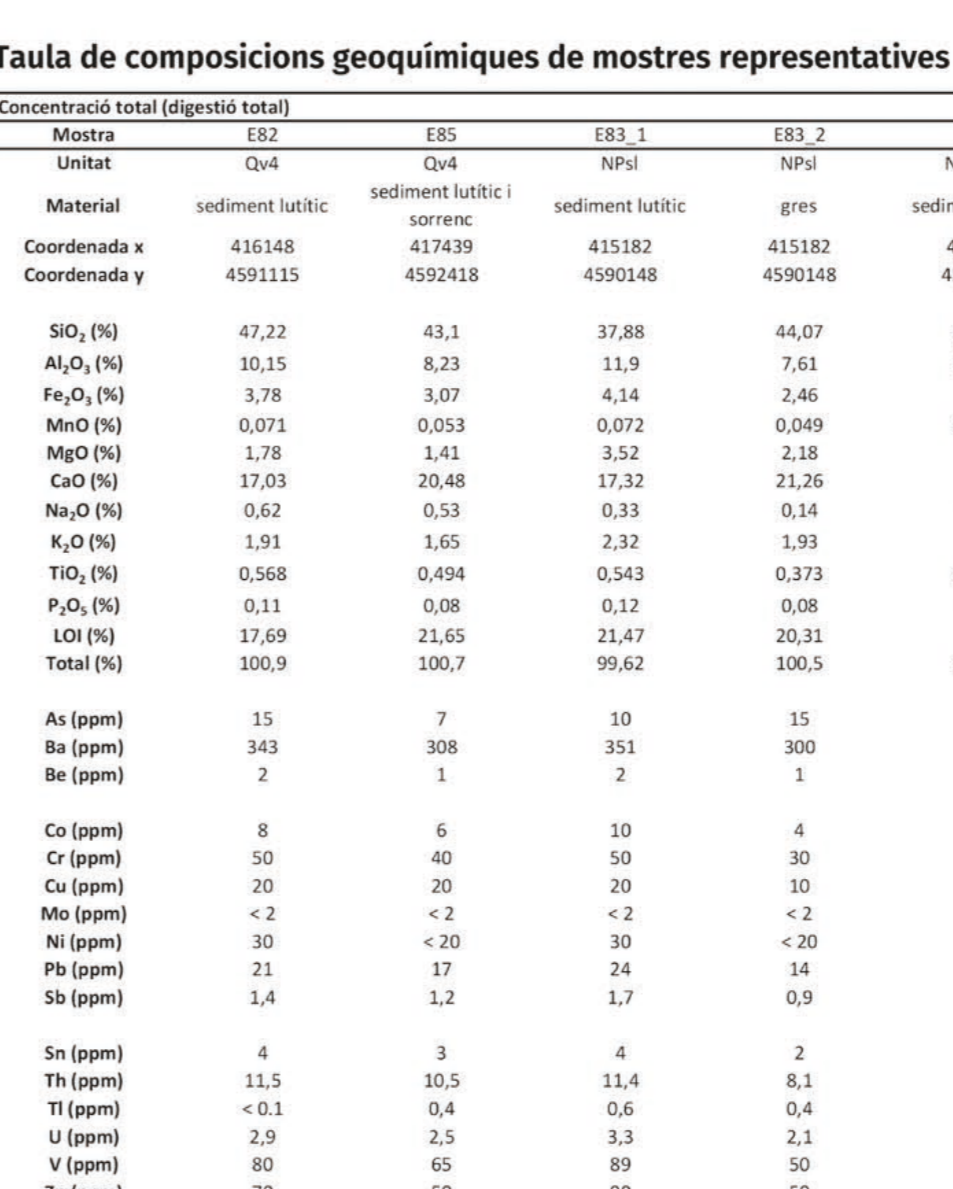 Taula de composicions geoquímiques de mostres representatives
Concentració total (digestió total)
Mostra E82 E85 E83_1 E83_2
Unitat Qv4 Qv4 NPsl NPsl
Material sediment lutític sediment lutític i sorrenc sediment lutític gres
Coordenada x 416148 417439 415182 415182
Coordenada y 4591115 4592418 4590148 4590148
SiO₂ (%) 47,22 43,1 37,88 44,07
Al₂O₃ (%) 10,15 8,23 11,9 7,61
Fe₂O₃ (%) 3,78 3,07 4,14 2,46
MnO (%) 0,071 0,053 0,072 0,049
MgO (%) 1,78 1,41 3,52 2,18
CaO (%) 17,03 20,48 17,32 21,26
Na₂O (%) 0,62 0,53 0,33 0,14
K₂O (%) 1,91 1,65 2,32 1,93
TiO₂ (%) 0,568 0,494 0,543 0,373
P₂O₅ (%) 0,11 0,08 0,12 0,08
LOI (%) 17,69 21,65 21,47 20,31
Total (%) 100,9 100,7 99,62 100,5
As (ppm) 15 7 10 15
Ba (ppm) 343 308 351 300
Be (ppm) 2 1 2 1
Co (ppm) 8 6 10 4
Cr (ppm) 50 40 50 30
Cu (ppm) 20 20 20 10
Mo (ppm) < 2 < 2 < 2 < 2
Ni (ppm) 30 < 20 30 < 20
Pb (ppm) 21 17 24 14
Sb (ppm) 1,4 1,2 1,7 0,9
Sn (ppm) 4 3 4 2
Th (ppm) 11,5 10,5 11,4 8,1
Tl (ppm) < 0.1 0,4 0,6 0,4
U (ppm) 2,9 2,5 3,3 2,1
V (ppm) 80 65 89 50